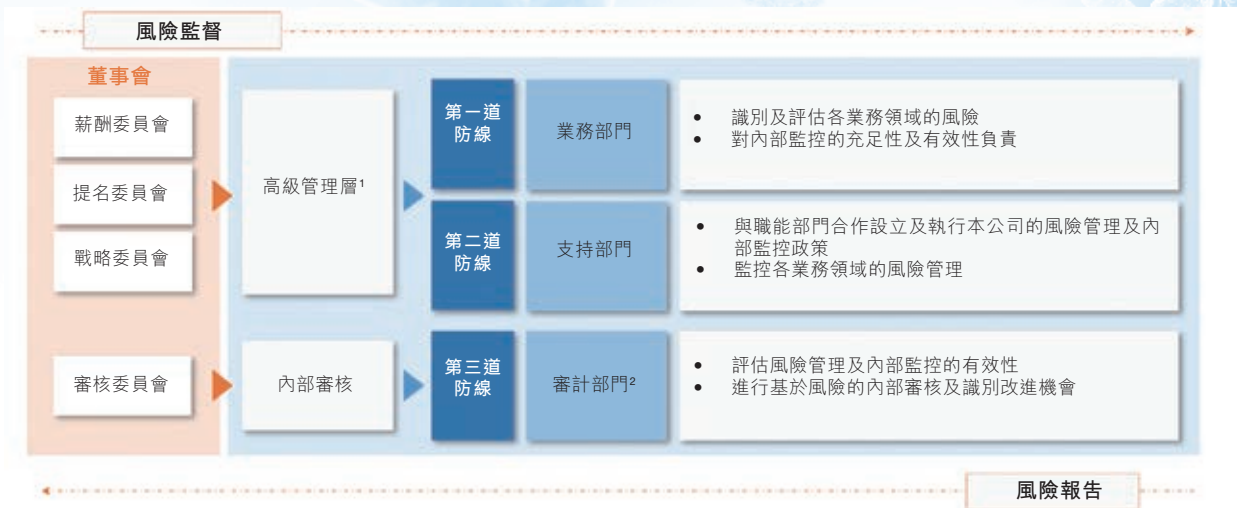 風險監督
董事會
薪酬委員會
提名委員會
戰略委員會
高級管理層¹
第一道
防線
業務部門
• 識別及評估各業務領域的風險
• 對內部監控的充足性及有效性負責
第二道
防線
支持部門
• 與職能部門合作設立及執行本公司的風險管理及內
部監控政策
• 監控各業務領域的風險管理
審核委員會
內部審核
第三道
防線
審計部門²
• 評估風險管理及內部監控的有效性
• 進行基於風險的內部審核及識別改進機會
風險報告